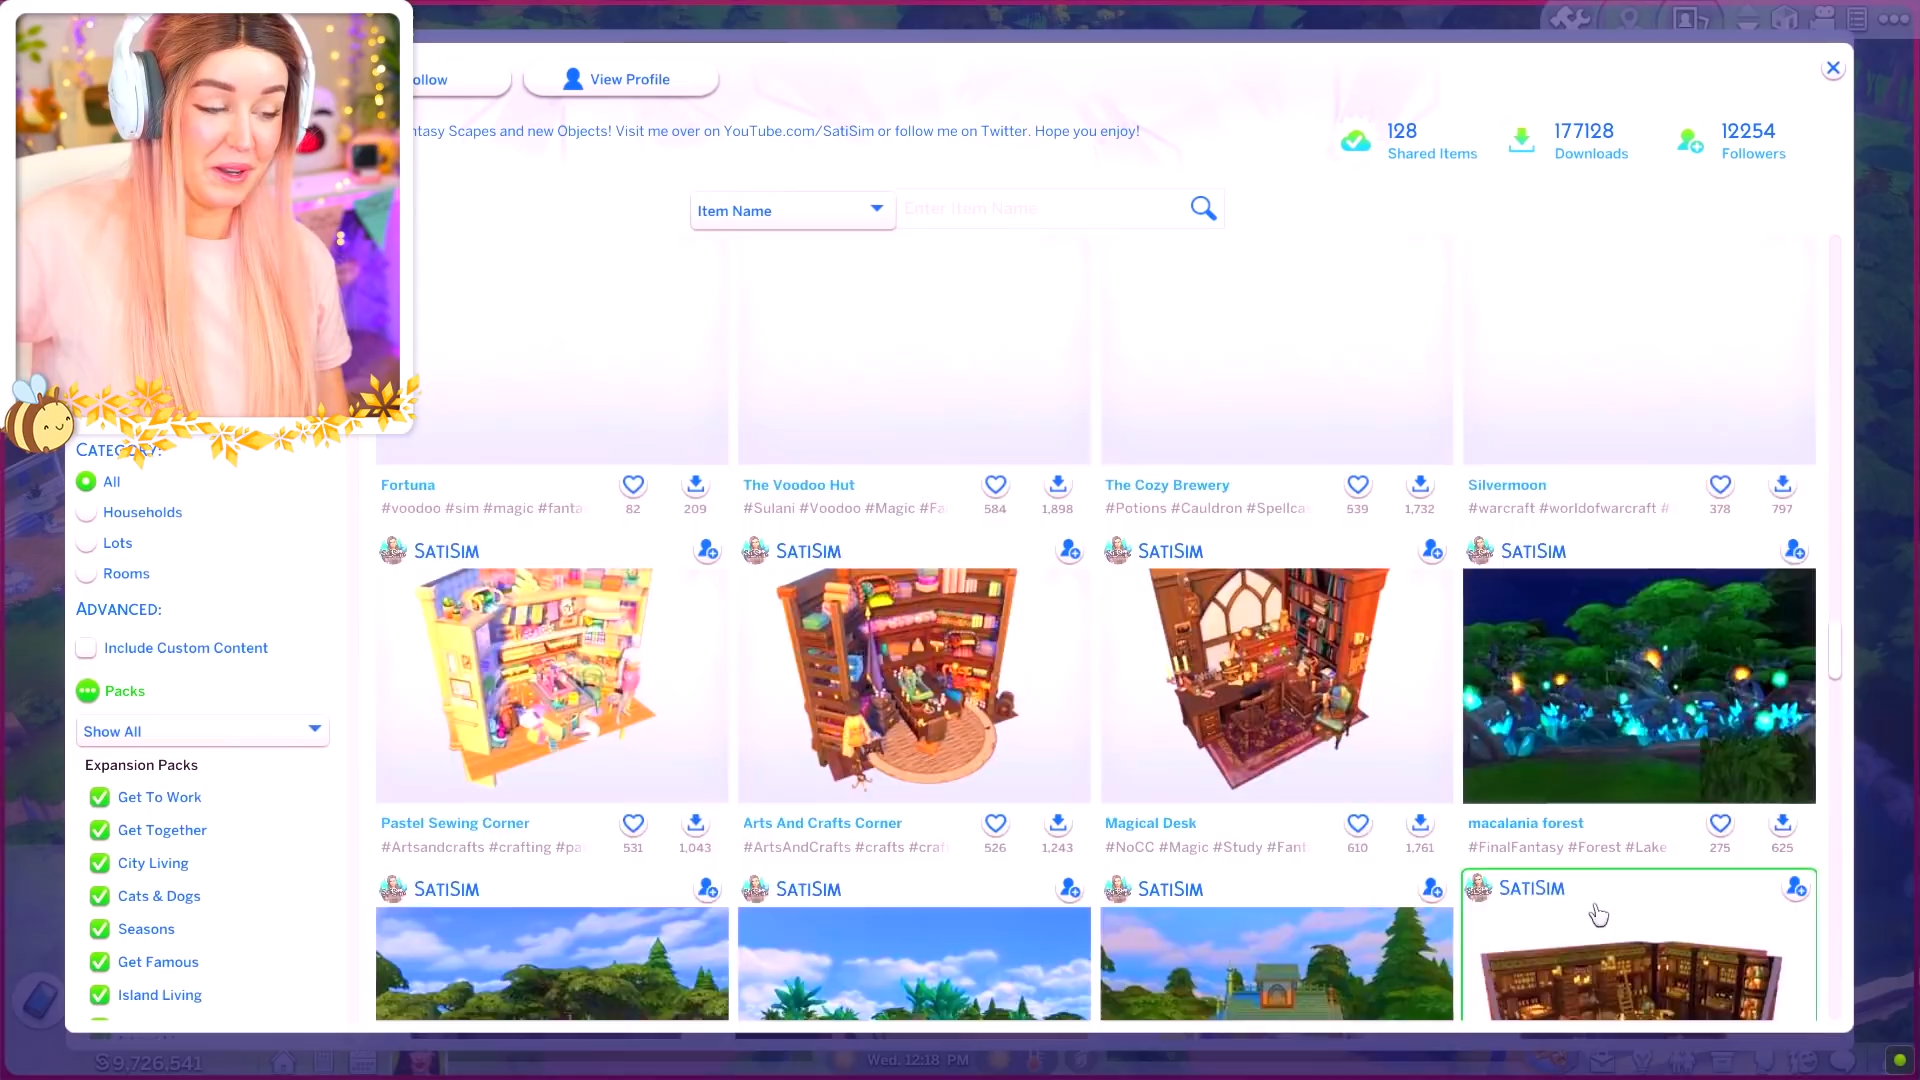 ollow
View Profile
ntasy Scapes and new Objects! Visit me over on YouTube.com/SatiSim or follow me on Twitter. Hope you enjoy!
128
Shared Items
177128
Downloads
12254
Followers
Item Name
Enter Item Name
CATEGORY:
All
Households
Lots
Rooms
ADVANCED:
Include Custom Content
Packs
Show All
Expansion Packs
Get To Work
Get Together
City Living
Cats & Dogs
Seasons
Get Famous
Island Living
Fortuna
82
209
#voodoo #sim #magic #fanta
The Voodoo Hut
584
1,898
#Sulani #Voodoo #Magic #Fa
The Cozy Brewery
539
1,732
#Potions #Cauldron #Spellca
Silvermoon
378
797
#warcraft #worldofwarcraft #
SATISIM
SATISIM
SATISIM
SATISIM
Pastel Sewing Corner
531
1,043
#Artsandcrafts #crafting #pa
Arts And Crafts Corner
526
1,243
#ArtsAndCrafts #crafts #craf
Magical Desk
610
1,761
#NoCC #Magic #Study #Fant
macalania forest
275
625
#FinalFantasy #Forest #Lake
SATISIM
SATISIM
SATISIM
SATISIM
§9,726,541
Wed. 12:18 PM